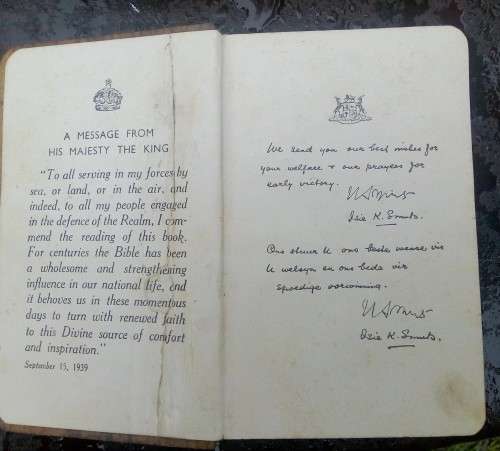 A MESSAGE FROM
HIS MAJESTY THE KING
"To all serving in my forces by
sea, or land, or in the air, and
indeed, to all my people engaged
in the defence of the Realm, I com-
mend the reading of this book.
For centuries the Bible has been
a wholesome and strengthening
influence in our national life, and
it behoves us in these momentous
days to turn with renewed faith
to this Divine source of comfort
and inspiration."
September 15, 1939
We send you our best wishes for
your welfare & our prayers for
early victory.
Isie K. Smuts.
Ons stuur U ons beste wense vir
U welsyn en ons bede vir
spoedige oorwinning.
Isie K. Smuts.